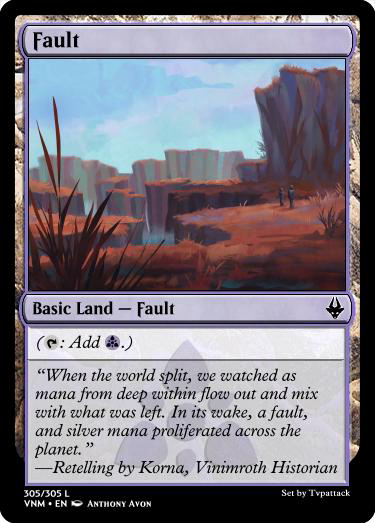 Fault
Basic Land — Fault
(: Add .)
“When the world split, we watched as
mana from deep within flow out and mix
with what was left. In its wake, a fault,
and silver mana proliferated across the
planet.”
—Retelling by Korna, Vinimroth Historian
305/305 L
VNM • EN Anthony Avon
Set by Tvpattack